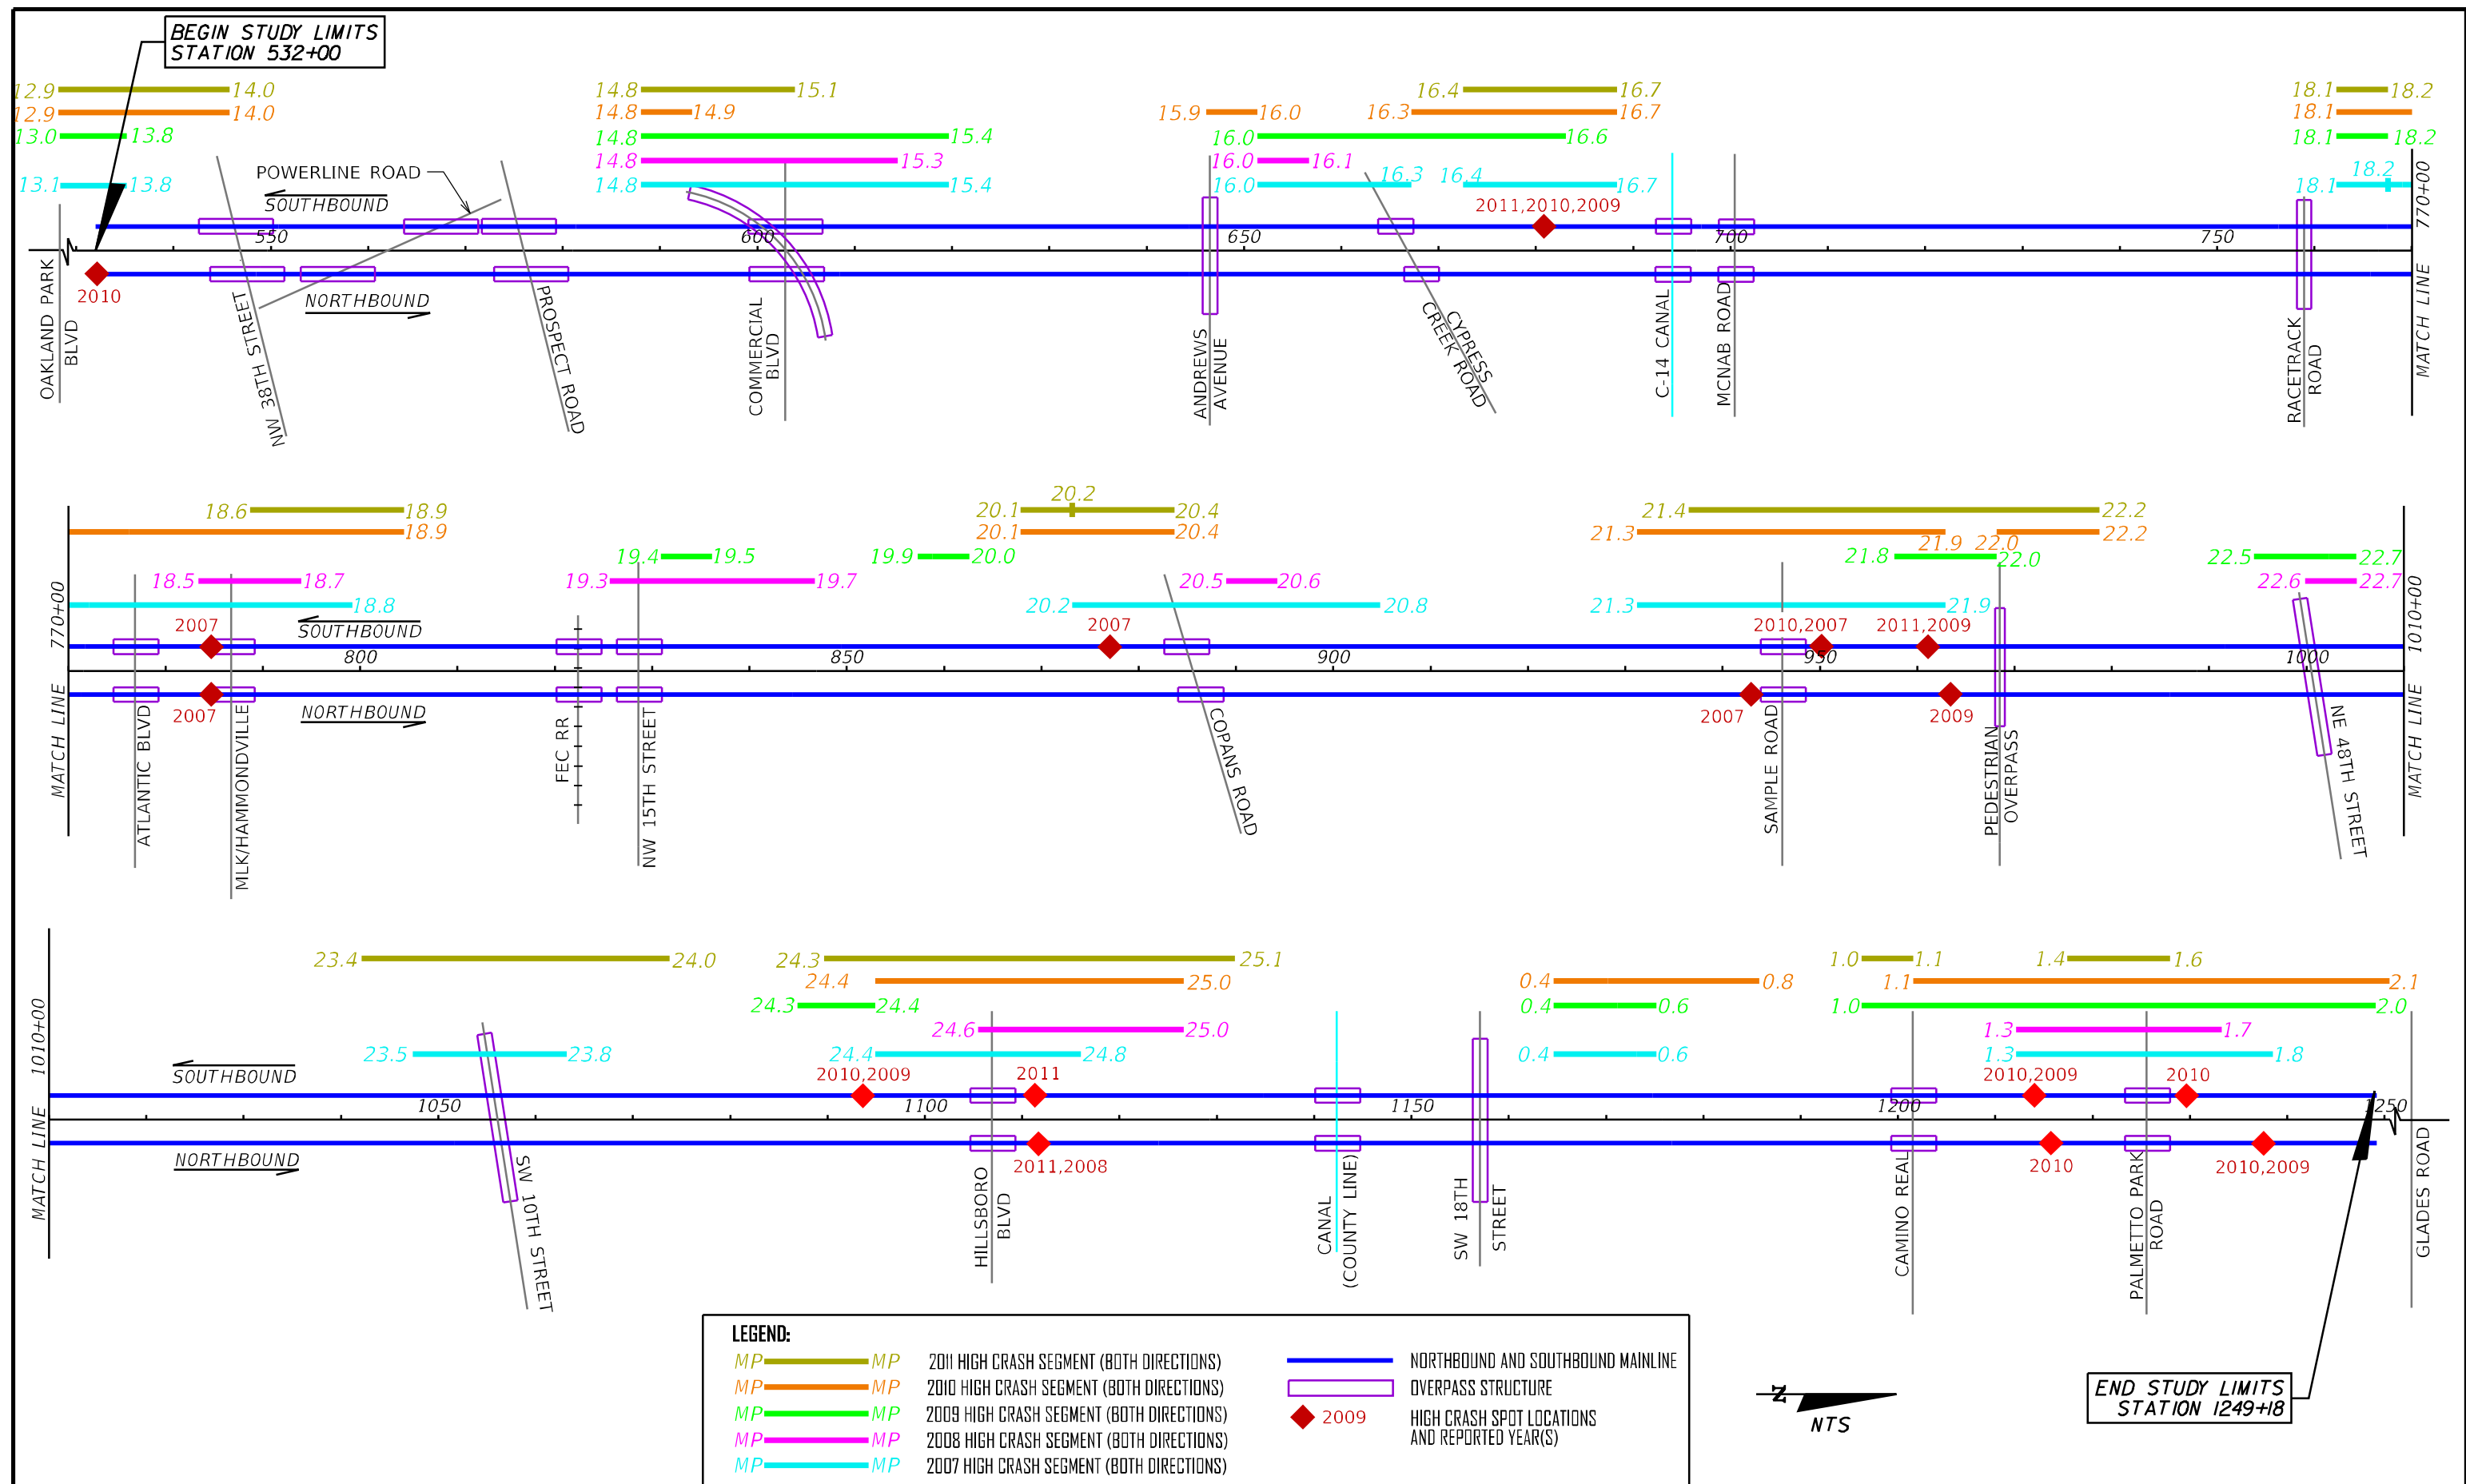 BEGIN STUDY LIMITS
STATION 532+00
12.9 14.0 14.8 15.1 16.4 16.7 18.1 18.2
12.9 14.0 14.8 14.9 15.9 16.0 16.3 16.7 18.1
13.0 13.8 14.8 15.4 16.0 16.6 18.1 18.2
14.8 15.3 16.0 16.1
13.1 13.8 14.8 15.4 16.0 16.3 16.4 16.7 18.1 18.2
POWERLINE ROAD
SOUTHBOUND
2011,2010,2009
550 600 650 700 750
2010
NORTHBOUND
OAKLAND PARK
BLVD
NW 38TH STREET
PROSPECT ROAD
COMMERCIAL
BLVD
ANDREWS
AVENUE
CYPRESS
CREEK ROAD
C-14 CANAL
MCNAB ROAD
RACETRACK
ROAD
770+00
MATCH LINE
20.2
18.6 18.9 20.1 20.4 21.4 22.2
18.9 20.1 20.4 21.3 21.9 22.0 22.2
19.4 19.5 19.9 20.0 21.8 22.0 22.5 22.7
18.5 18.7 19.3 19.7 20.5 20.6 22.6 22.7
18.8 20.2 20.8 21.3 21.9
770+00
MATCH LINE
2007 2007 2010,2007 2011,2009
SOUTHBOUND
800 850 900 950 1000
2007 2007 2009
NORTHBOUND
ATLANTIC BLVD
MLK/HAMMONDVILLE
FEC RR
NW 15TH STREET
COPANS ROAD
SAMPLE ROAD
PEDESTRIAN
OVERPASS
NE 48TH STREET
1010+00
MATCH LINE
23.4 24.0 24.3 25.1 1.0 1.1 1.4 1.6
24.4 25.0 0.4 0.8 1.1 2.1
24.3 24.4 0.4 0.6 1.0 2.0
24.6 25.0 1.3 1.7
23.5 23.8 24.4 24.8 0.4 0.6 1.3 1.8
1010+00
MATCH LINE
SOUTHBOUND
2010,2009 2011 2010,2009 2010
1050 1100 1150 1200 1250
NORTHBOUND
2011,2008 2010 2010,2009
SW 10TH STREET
HILLSBORO
BLVD
CANAL
(COUNTY LINE)
SW 18TH
STREET
CAMINO REAL
PALMETTO PARK
ROAD
GLADES ROAD
LEGEND:
MP MP 2011 HIGH CRASH SEGMENT (BOTH DIRECTIONS)
MP MP 2010 HIGH CRASH SEGMENT (BOTH DIRECTIONS)
MP MP 2009 HIGH CRASH SEGMENT (BOTH DIRECTIONS)
MP MP 2008 HIGH CRASH SEGMENT (BOTH DIRECTIONS)
MP MP 2007 HIGH CRASH SEGMENT (BOTH DIRECTIONS)
NORTHBOUND AND SOUTHBOUND MAINLINE
OVERPASS STRUCTURE
2009 HIGH CRASH SPOT LOCATIONS
AND REPORTED YEAR(S)
Z
NTS
END STUDY LIMITS
STATION 1249+18